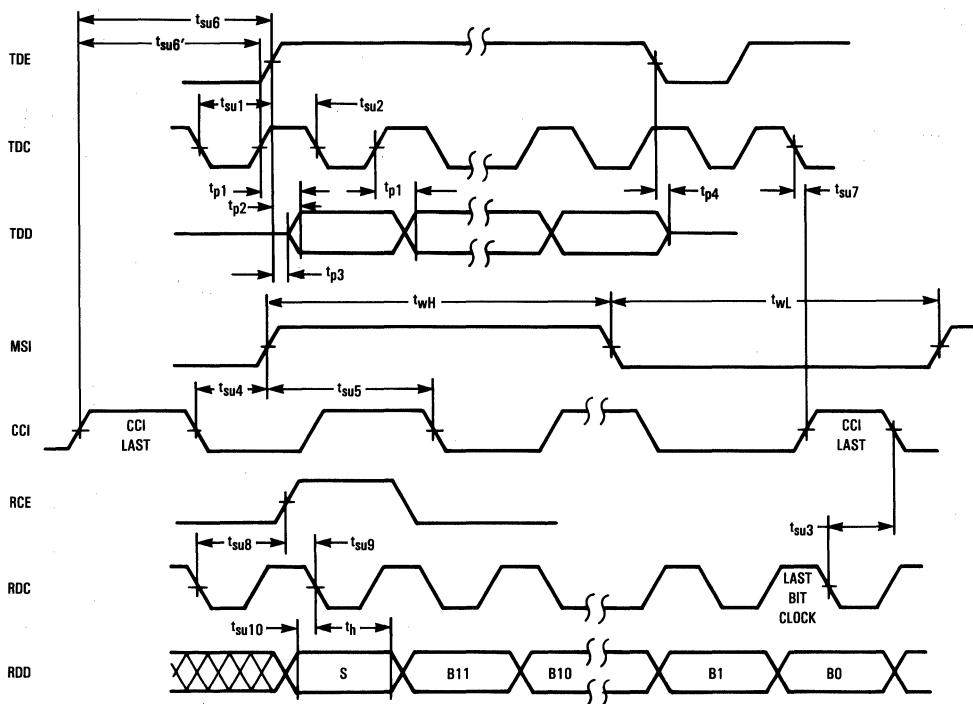 tsu6
tsu6'
TDE
tsu1
tsu2
TDC
tp1
tp1
tp4
tsu7
tp2
TDD
tp3
twH
twL
MSI
tsu4
tsu5
CCI
CCI
LAST
CCI
LAST
RCE
tsu3
tsu8
tsu9
RDC
LAST
BIT
CLOCK
tsu10
th
RDD
S
B11
B10
B1
B0